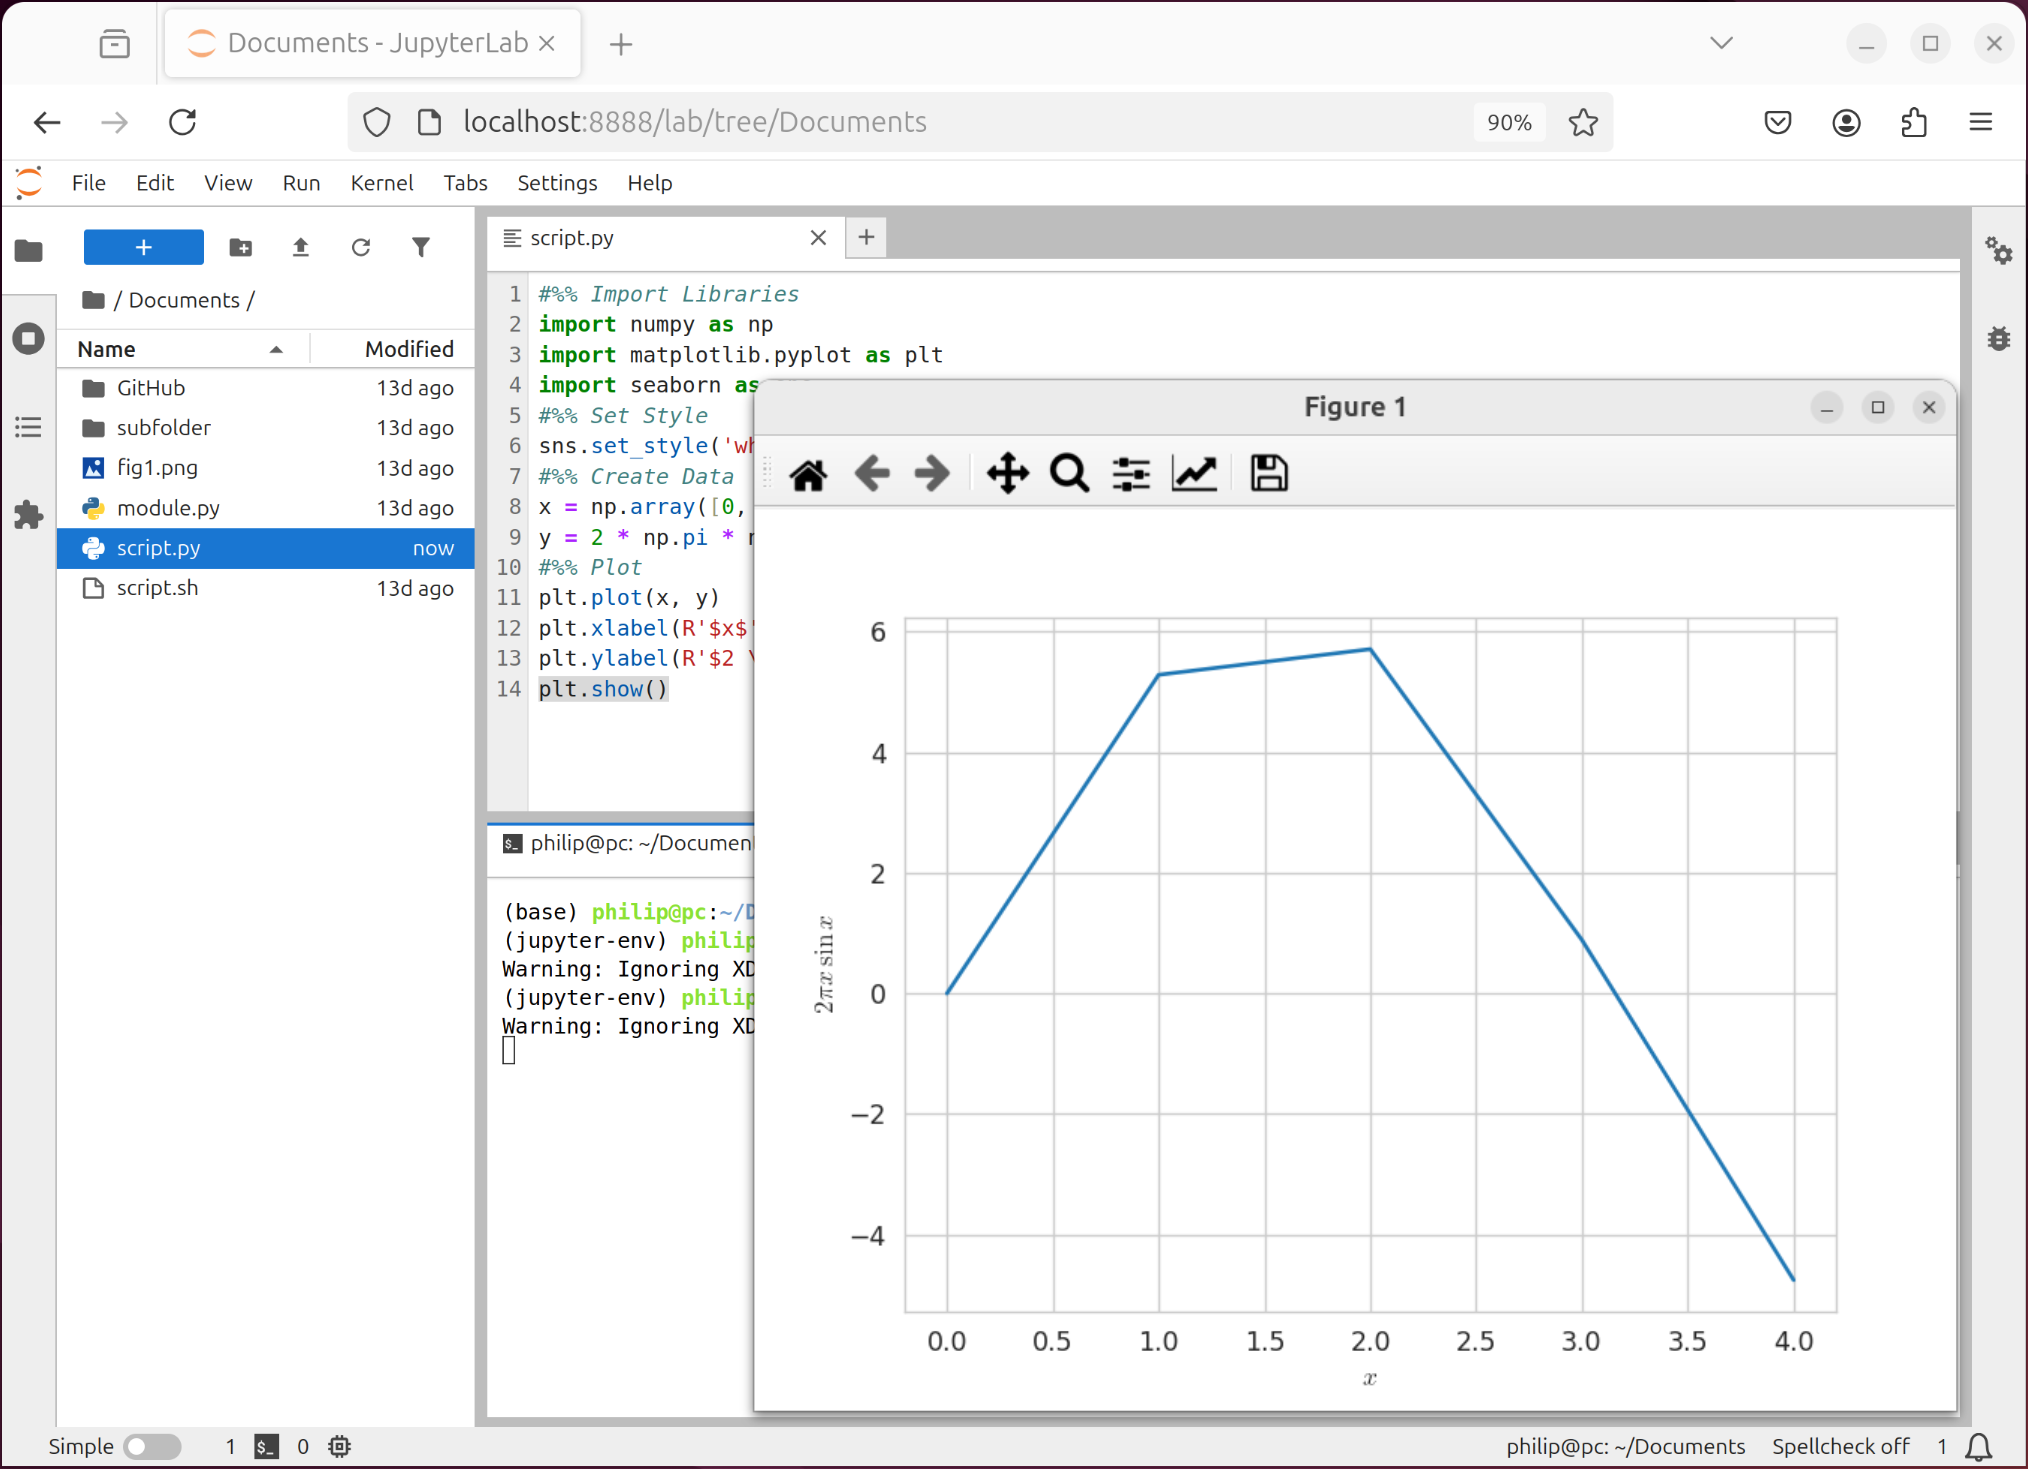 Documents - JupyterLab
localhost:8888/lab/tree/Documents
90%
File Edit View Run Kernel Tabs Settings Help
/ Documents /
Name Modified
GitHub 13d ago
subfolder 13d ago
fig1.png 13d ago
module.py 13d ago
script.py now
script.sh 13d ago
script.py
1 #%% Import Libraries
2 import numpy as np
3 import matplotlib.pyplot as plt
4 import seaborn as
5 #%% Set Style
6 sns.set_style('wh
7 #%% Create Data
8 x = np.array([0,
9 y = 2 * np.pi *
10 #%% Plot
11 plt.plot(x, y)
12 plt.xlabel(R'$x$'
13 plt.ylabel(R'$2 \
14 plt.show()
philip@pc: ~/Document
(base) philip@pc:~/D
(jupyter-env) philip
Warning: Ignoring XD
(jupyter-env) philip
Warning: Ignoring XD
Figure 1
6
4
2
0
−2
−4
2πx sin x
0.0 0.5 1.0 1.5 2.0 2.5 3.0 3.5 4.0
x
Simple 1 $_ 0
philip@pc: ~/Documents Spellcheck off 1